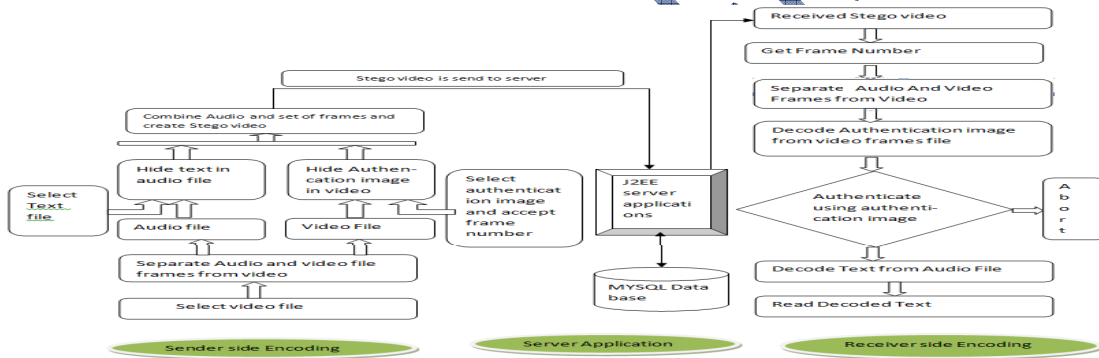 Stego video is send to server
Combine Audio and set of frames and
create Stego video
Hide text in
audio file
Hide Authen-
cation image
in video
Select
Text
file
Select
authenticat
ion image
and accept
frame
number
Audio file
Video File
Separate Audio and video file
frames from video
Select video file
Sender side Encoding
J2EE
server
applicati
ons
MYSQL Data
base
Server Application
Received Stego video
Get Frame Number
Separate Audio And Video
Frames from Video
Decode Authentication image
from video frames file
Authenticate
using authenti-
cation image
A
b
o
r
t
Decode Text from Audio File
Read Decoded Text
Receiver side Encoding